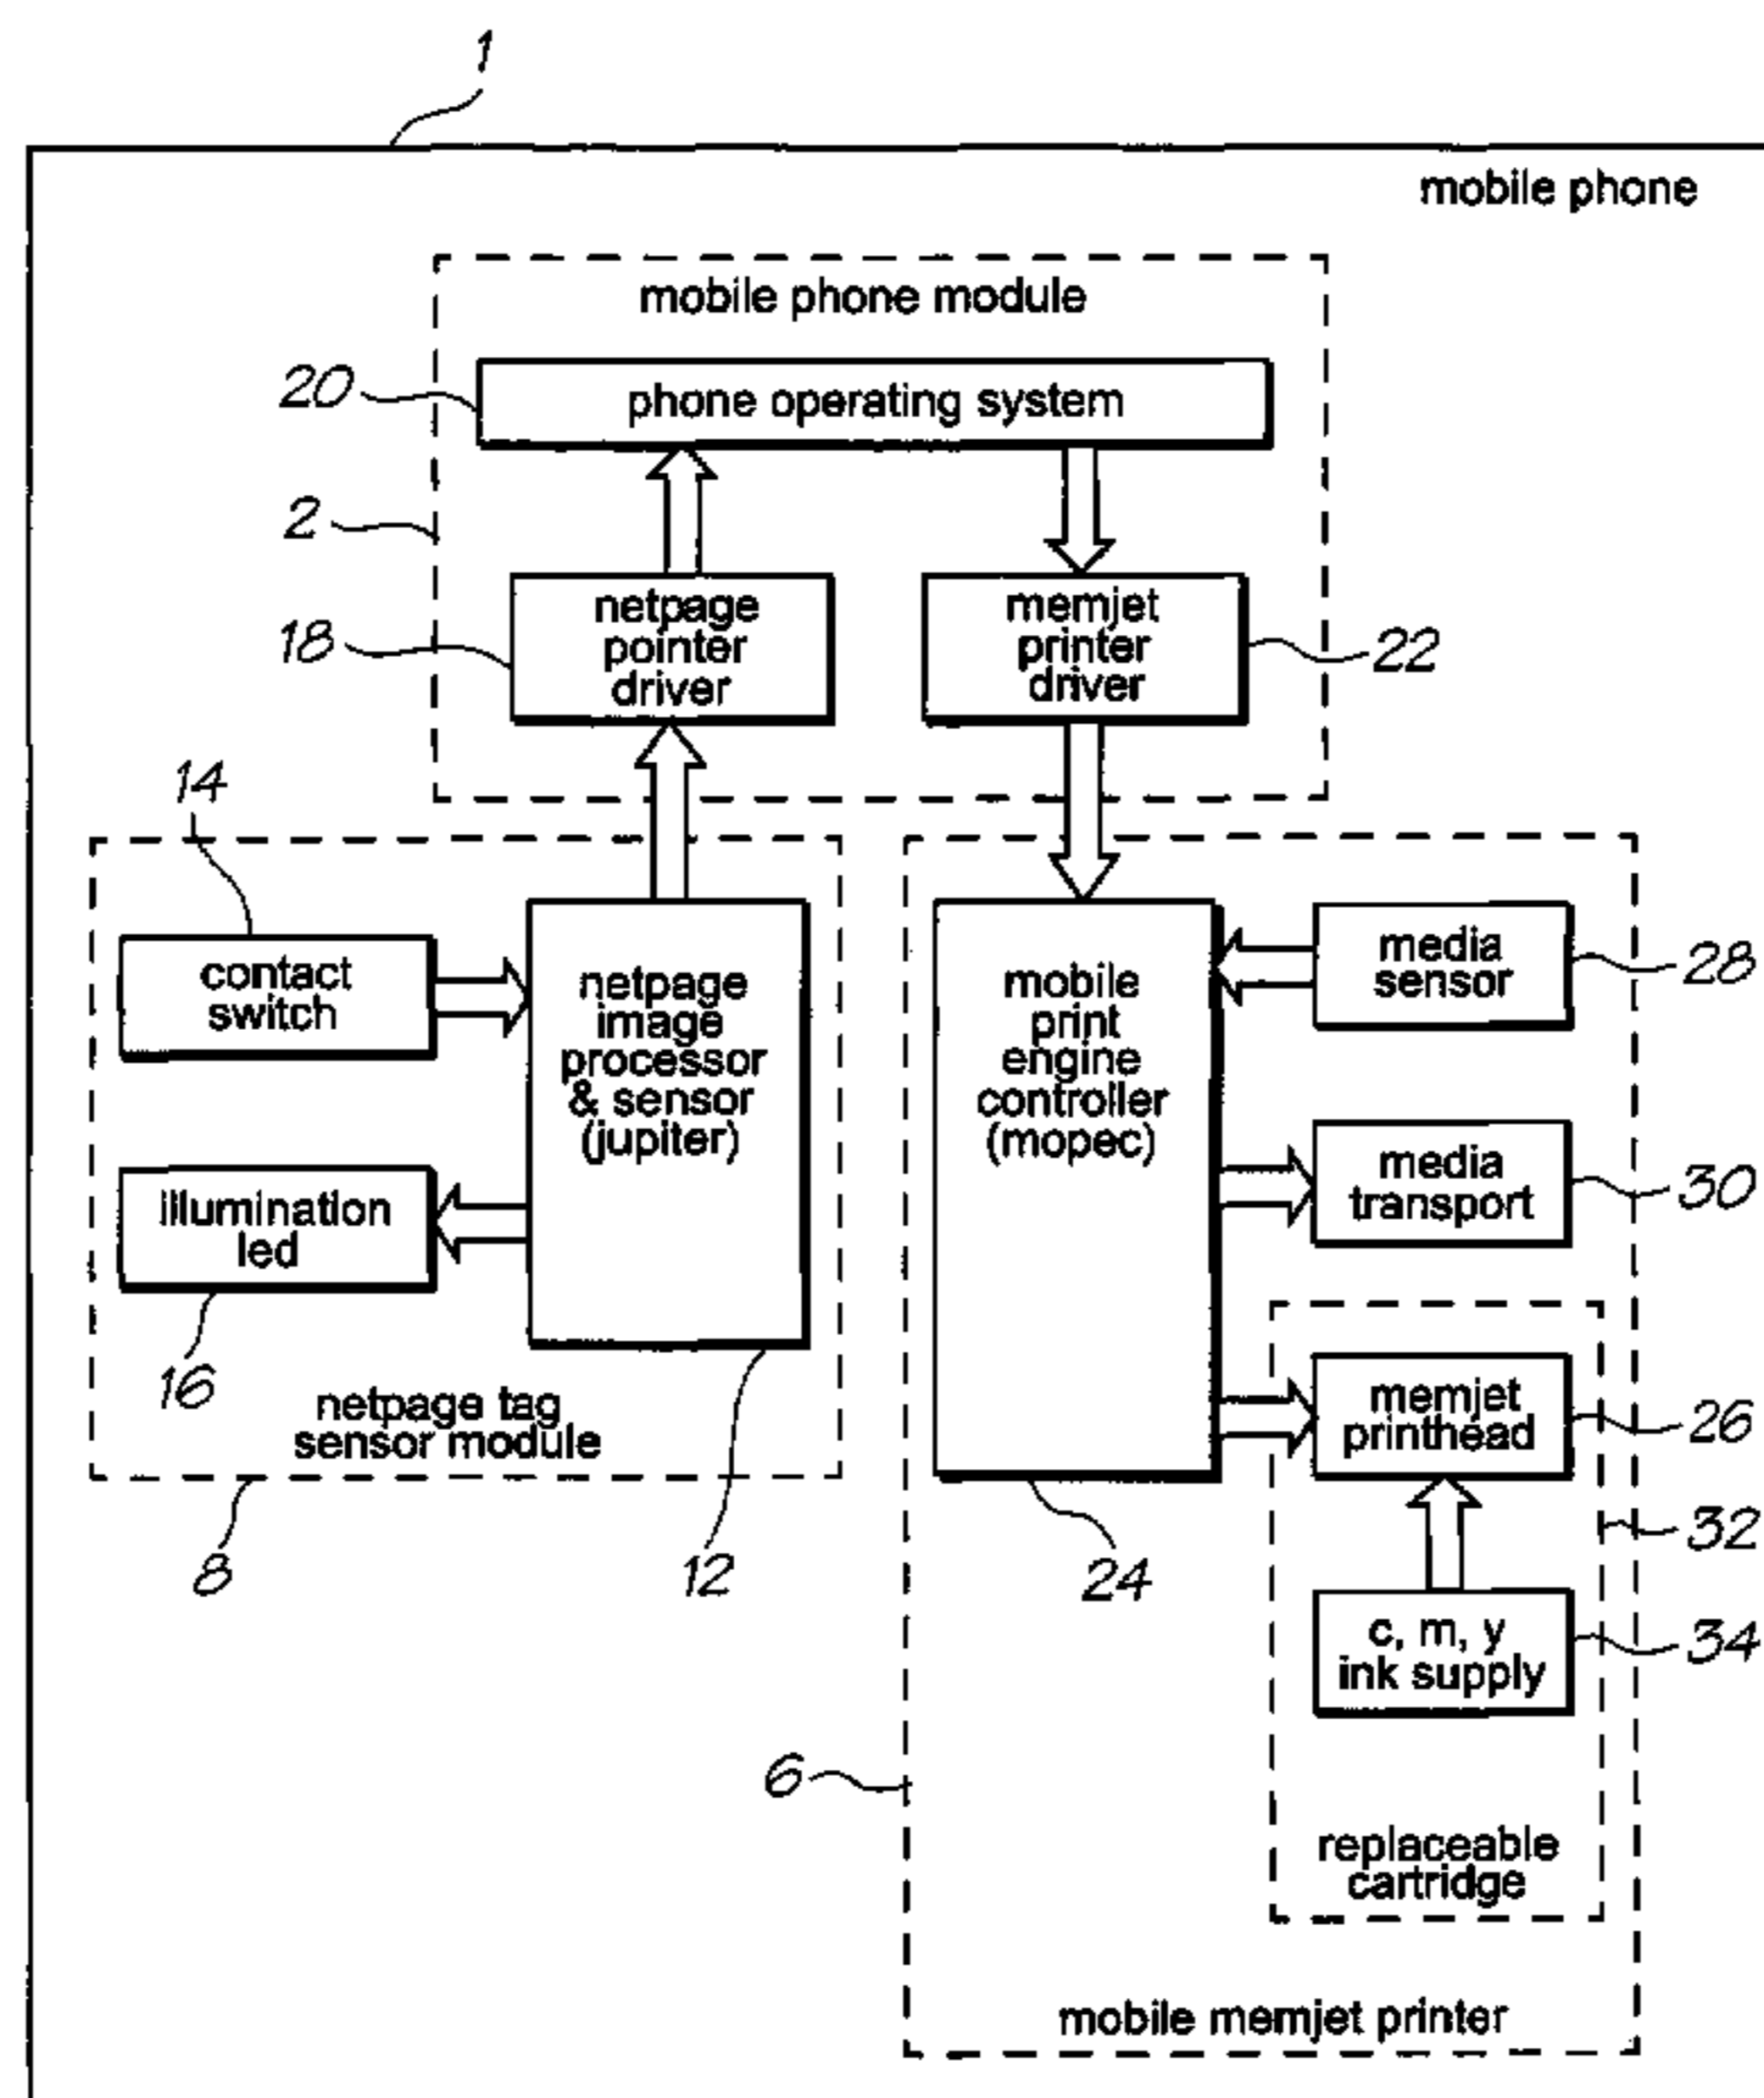 1
mobile phone
mobile phone module
20
phone operating system
2
18
netpage
pointer
driver
memjet
printer
driver
22
14
contact
switch
netpage
image
processor
& sensor
(jupiter)
illumination
led
16
netpage tag
sensor module
8
12
mobile
print
engine
controller
(mopec)
media
sensor
28
media
transport
30
memjet
printhead
26
32
24
c, m, y
ink supply
34
6
replaceable
cartridge
mobile memjet printer